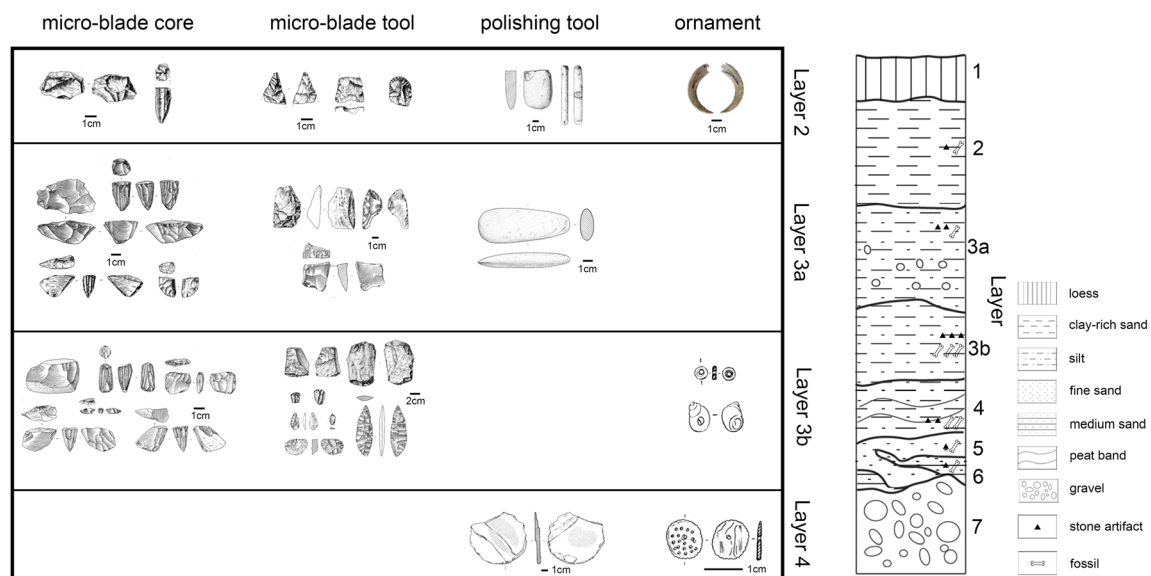 micro-blade core micro-blade tool polishing tool ornament
1cm 1cm 1cm 1cm
Layer 2
1cm 1cm 1cm
Layer 3a
1cm 2cm
Layer 3b
1cm 1cm
Layer 4
1
2
3a
3b
4
5
6
7
Layer
loess
clay-rich sand
silt
fine sand
medium sand
peat band
gravel
stone artifact
fossil